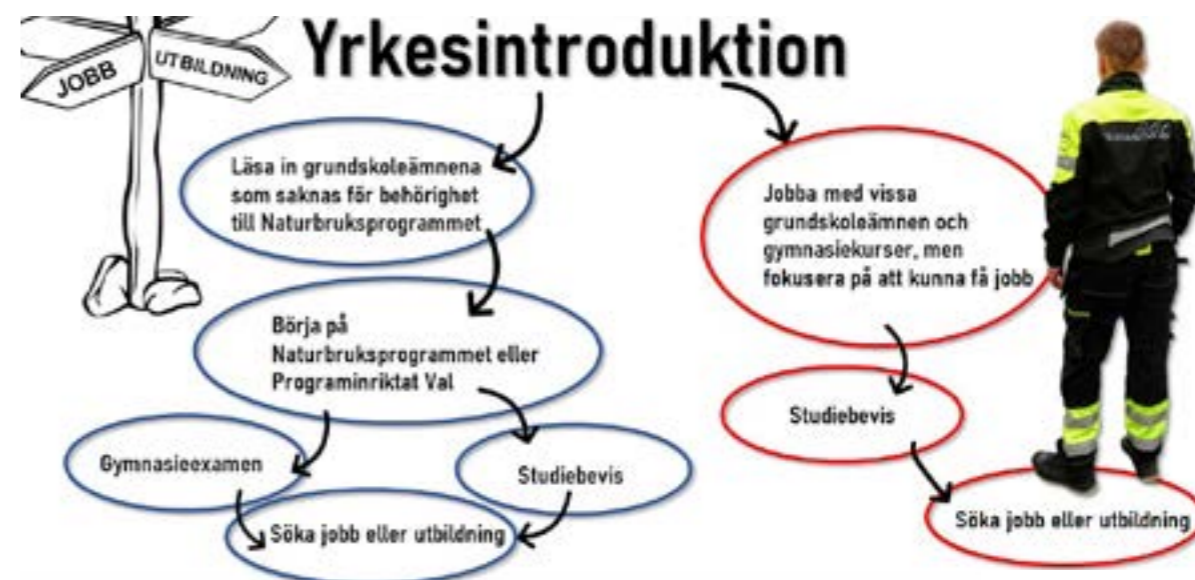 Yrkesintroduktion
JOBB
UTBILDNING
Läsa in grundskoleämnena
som saknas för behörighet
till Naturbruksprogrammet
Börja på
Naturbruksprogrammet eller
Programinriktat Val
Gymnasieexamen
Studiebevis
Söka jobb eller utbildning
Jobba med vissa
grundskoleämnen och
gymnasiekurser, men
fokusera på att kunna få jobb
Studiebevis
Söka jobb eller utbildning